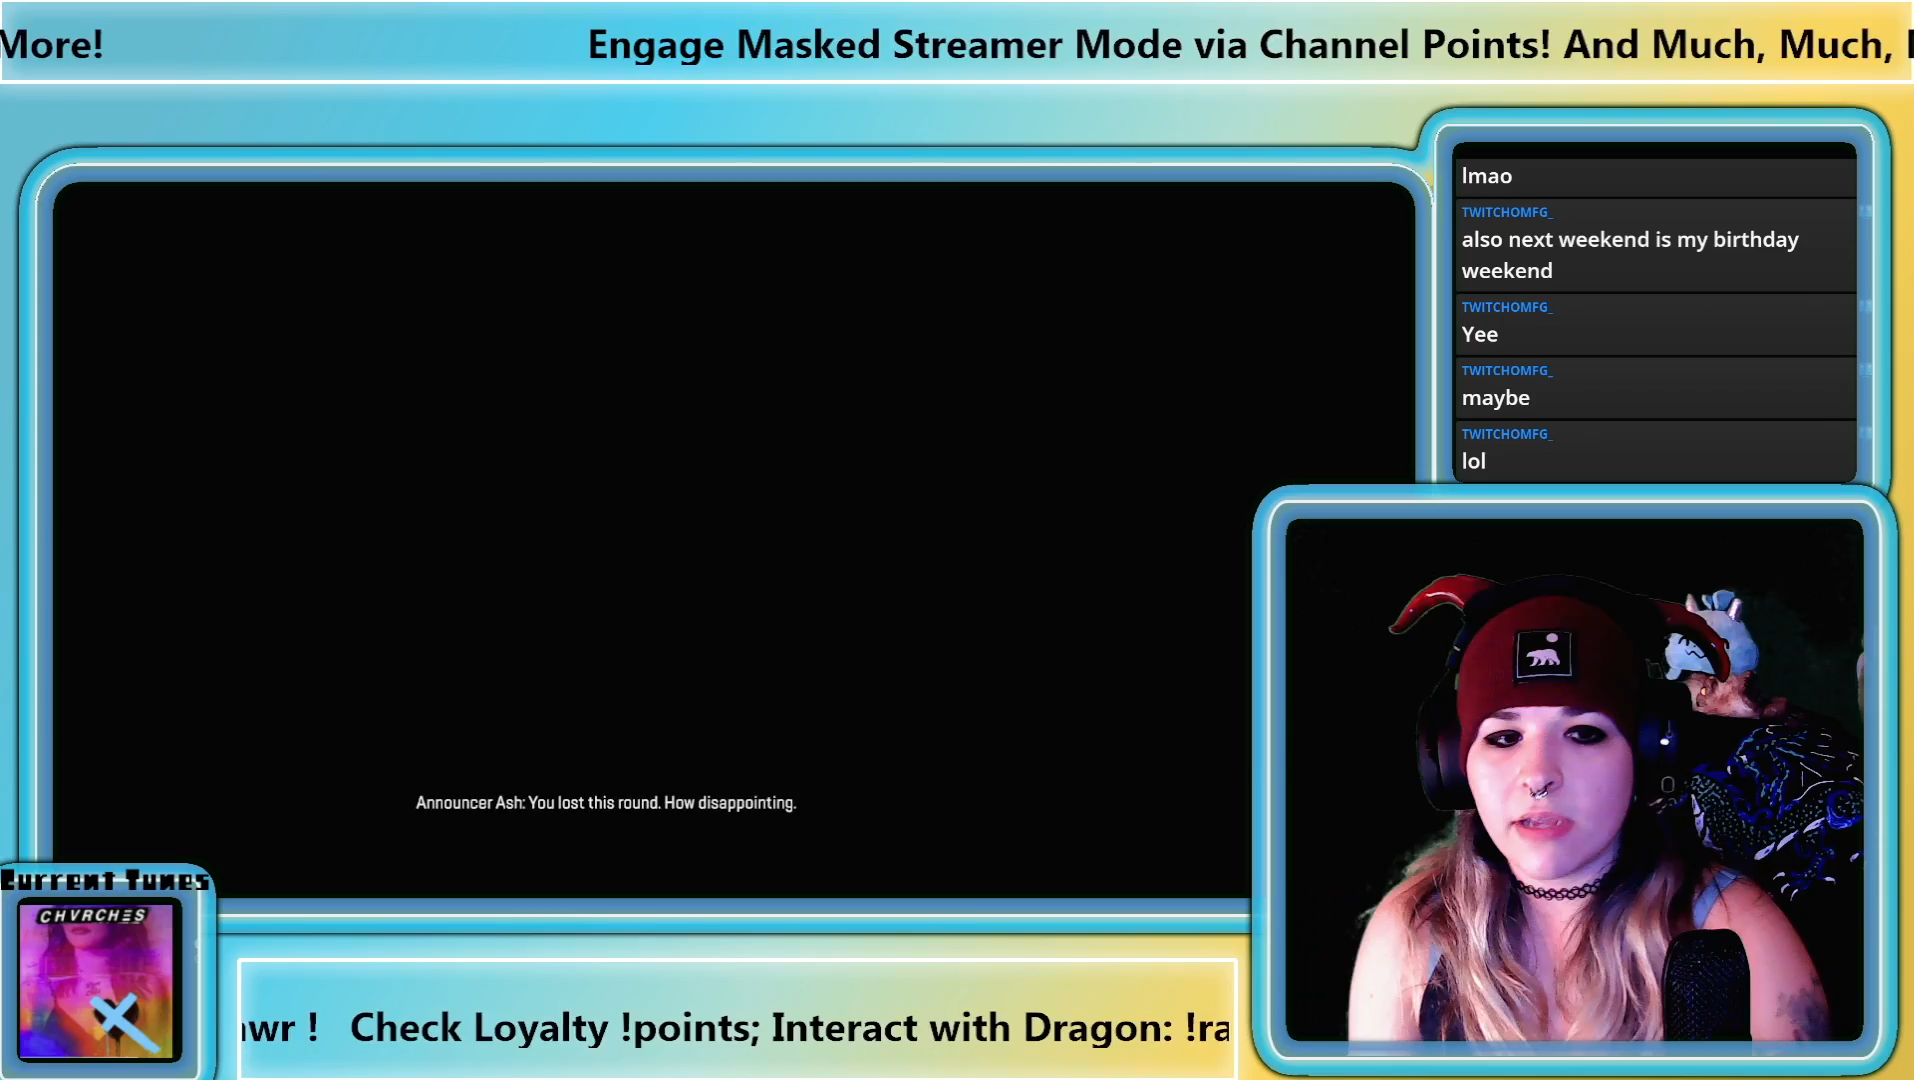 More!
Engage Masked Streamer Mode via Channel Points! And Much, Much,
lmao
TWITCHOMFG_
also next weekend is my birthday
weekend
TWITCHOMFG_
Yee
TWITCHOMFG_
maybe
TWITCHOMFG_
lol
Announcer Ash: You lost this round. How disappointing.
Current Tunes
CHVRCHES
awr ! Check Loyalty !points; Interact with Dragon: !ra